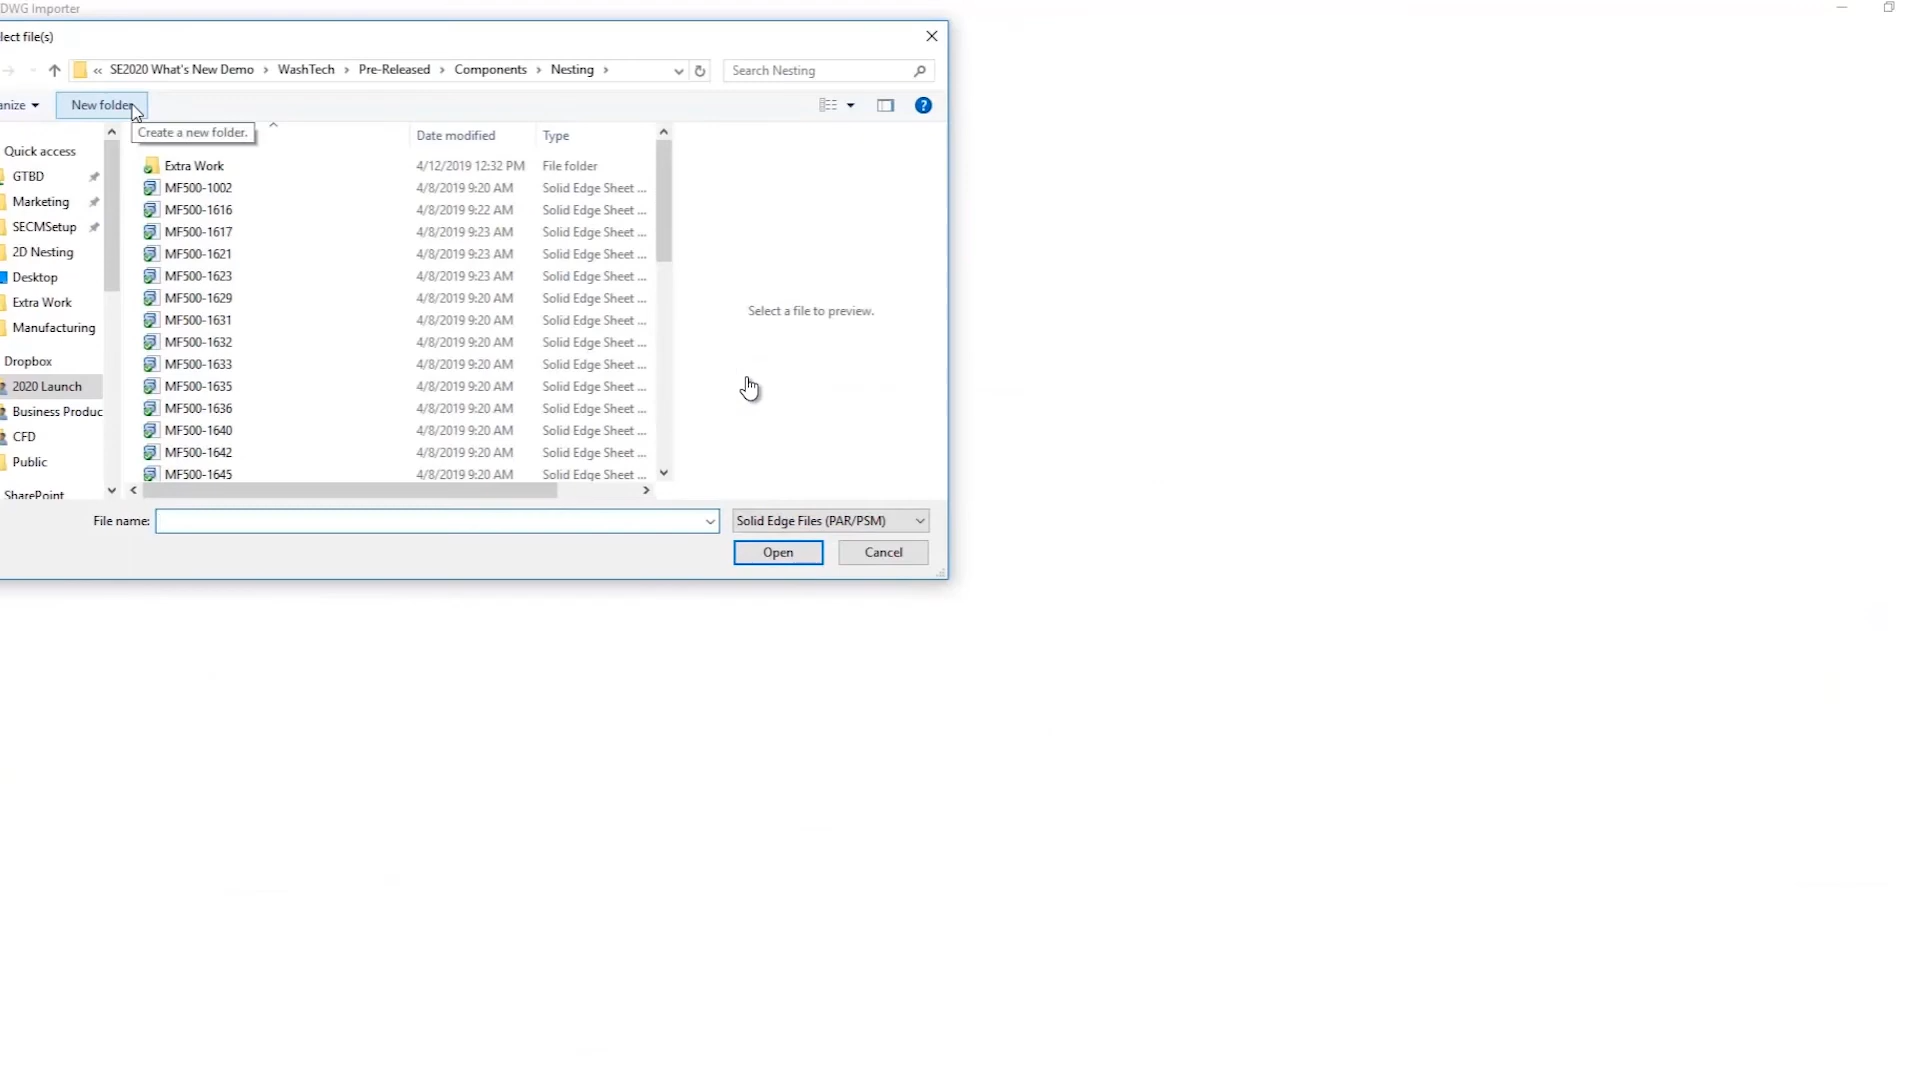 DWG Importer
lect file(s)
« SE2020 What's New Demo › WashTech › Pre-Released › Components › Nesting ›
Search Nesting
anize
New folder
Create a new folder.
Date modified
Type
Quick access
GTBD
Marketing
SECMSetup
2D Nesting
Desktop
Extra Work
Manufacturing
Dropbox
2020 Launch
Business Produc
CFD
Public
SharePoint
Extra Work 4/12/2019 12:32 PM File folder
MF500-1002 4/8/2019 9:20 AM Solid Edge Sheet ...
MF500-1616 4/8/2019 9:22 AM Solid Edge Sheet ...
MF500-1617 4/8/2019 9:23 AM Solid Edge Sheet ...
MF500-1621 4/8/2019 9:23 AM Solid Edge Sheet ...
MF500-1623 4/8/2019 9:23 AM Solid Edge Sheet ...
MF500-1629 4/8/2019 9:20 AM Solid Edge Sheet ...
MF500-1631 4/8/2019 9:20 AM Solid Edge Sheet ...
MF500-1632 4/8/2019 9:20 AM Solid Edge Sheet ...
MF500-1633 4/8/2019 9:20 AM Solid Edge Sheet ...
MF500-1635 4/8/2019 9:20 AM Solid Edge Sheet ...
MF500-1636 4/8/2019 9:20 AM Solid Edge Sheet ...
MF500-1640 4/8/2019 9:20 AM Solid Edge Sheet ...
MF500-1642 4/8/2019 9:20 AM Solid Edge Sheet ...
MF500-1645 4/8/2019 9:20 AM Solid Edge Sheet ...
Select a file to preview.
File name:
Solid Edge Files (PAR/PSM)
Open
Cancel